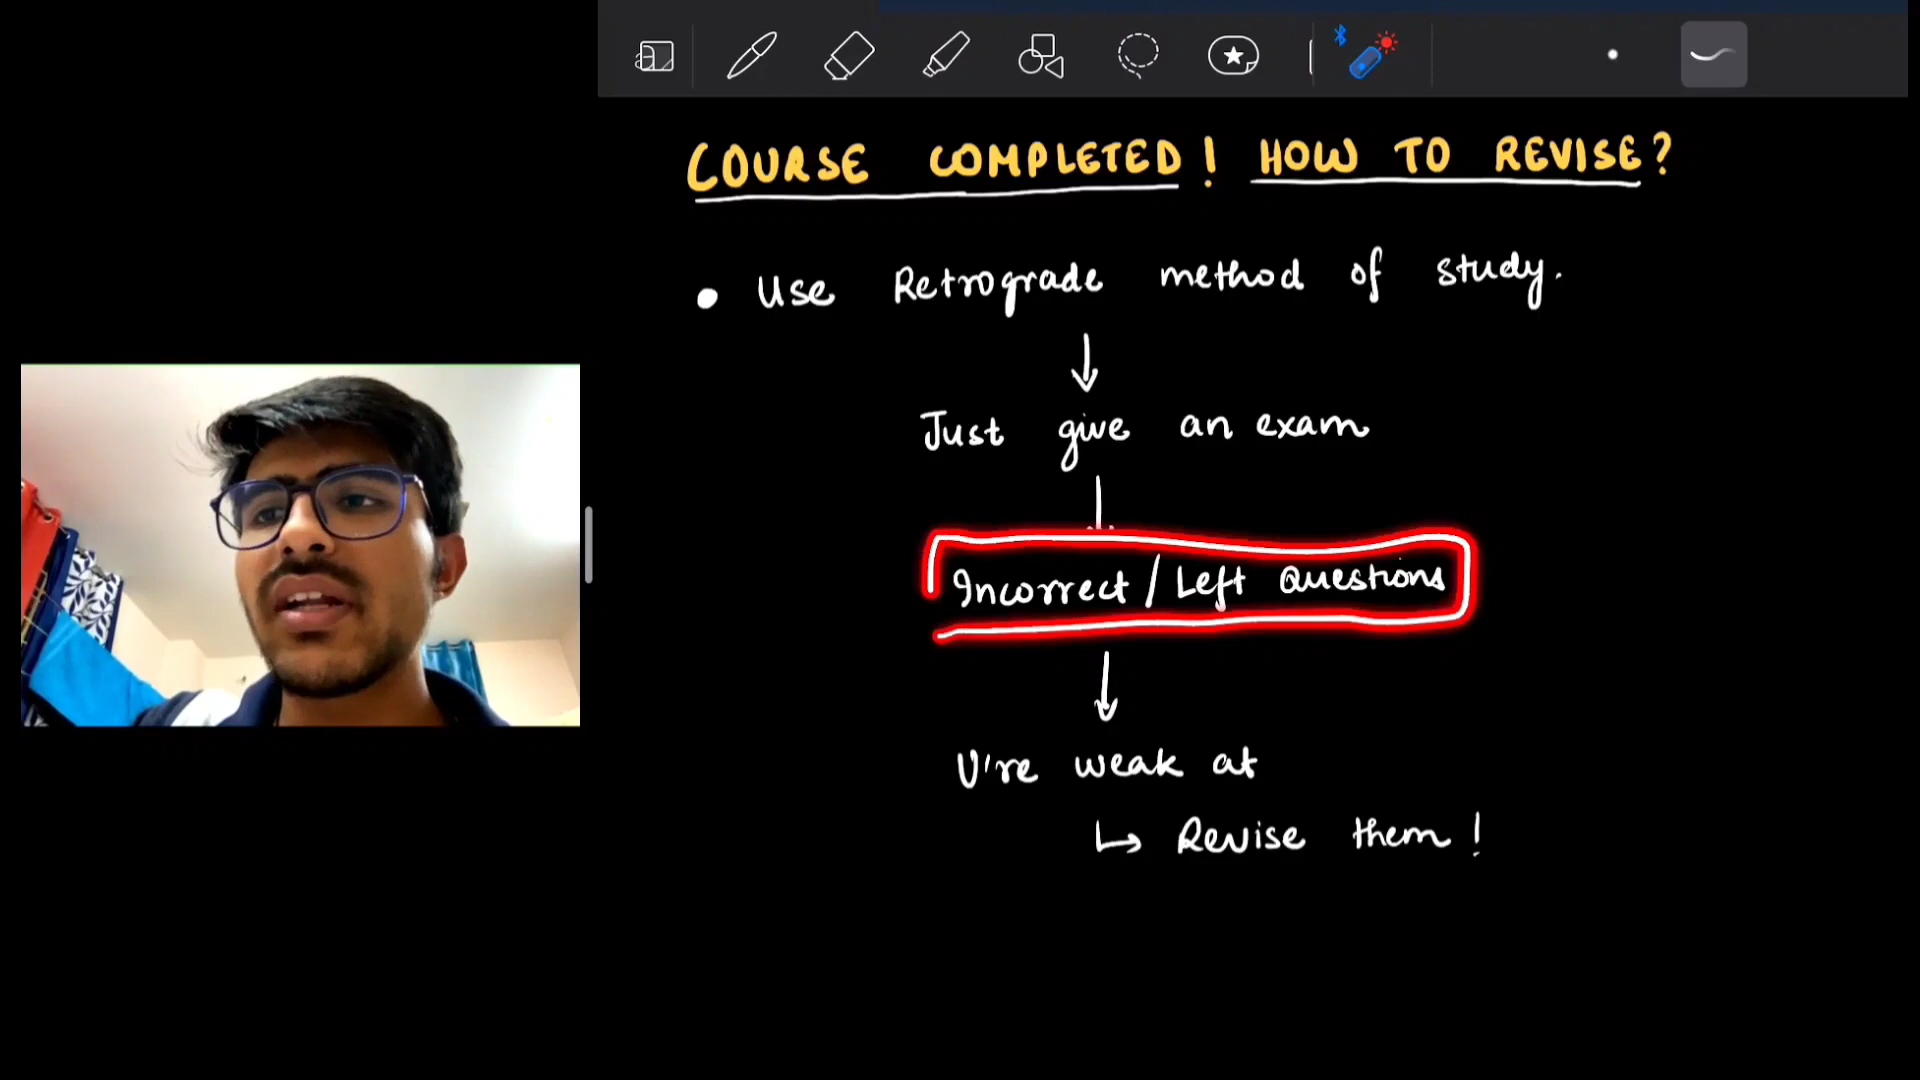 COURSE COMPLETED! HOW TO REVISE?
• Use Retrograde method of study.
↓
Just give an exam
↓
Incorrect / Left Questions
↓
U're weak at
↳ Revise them!